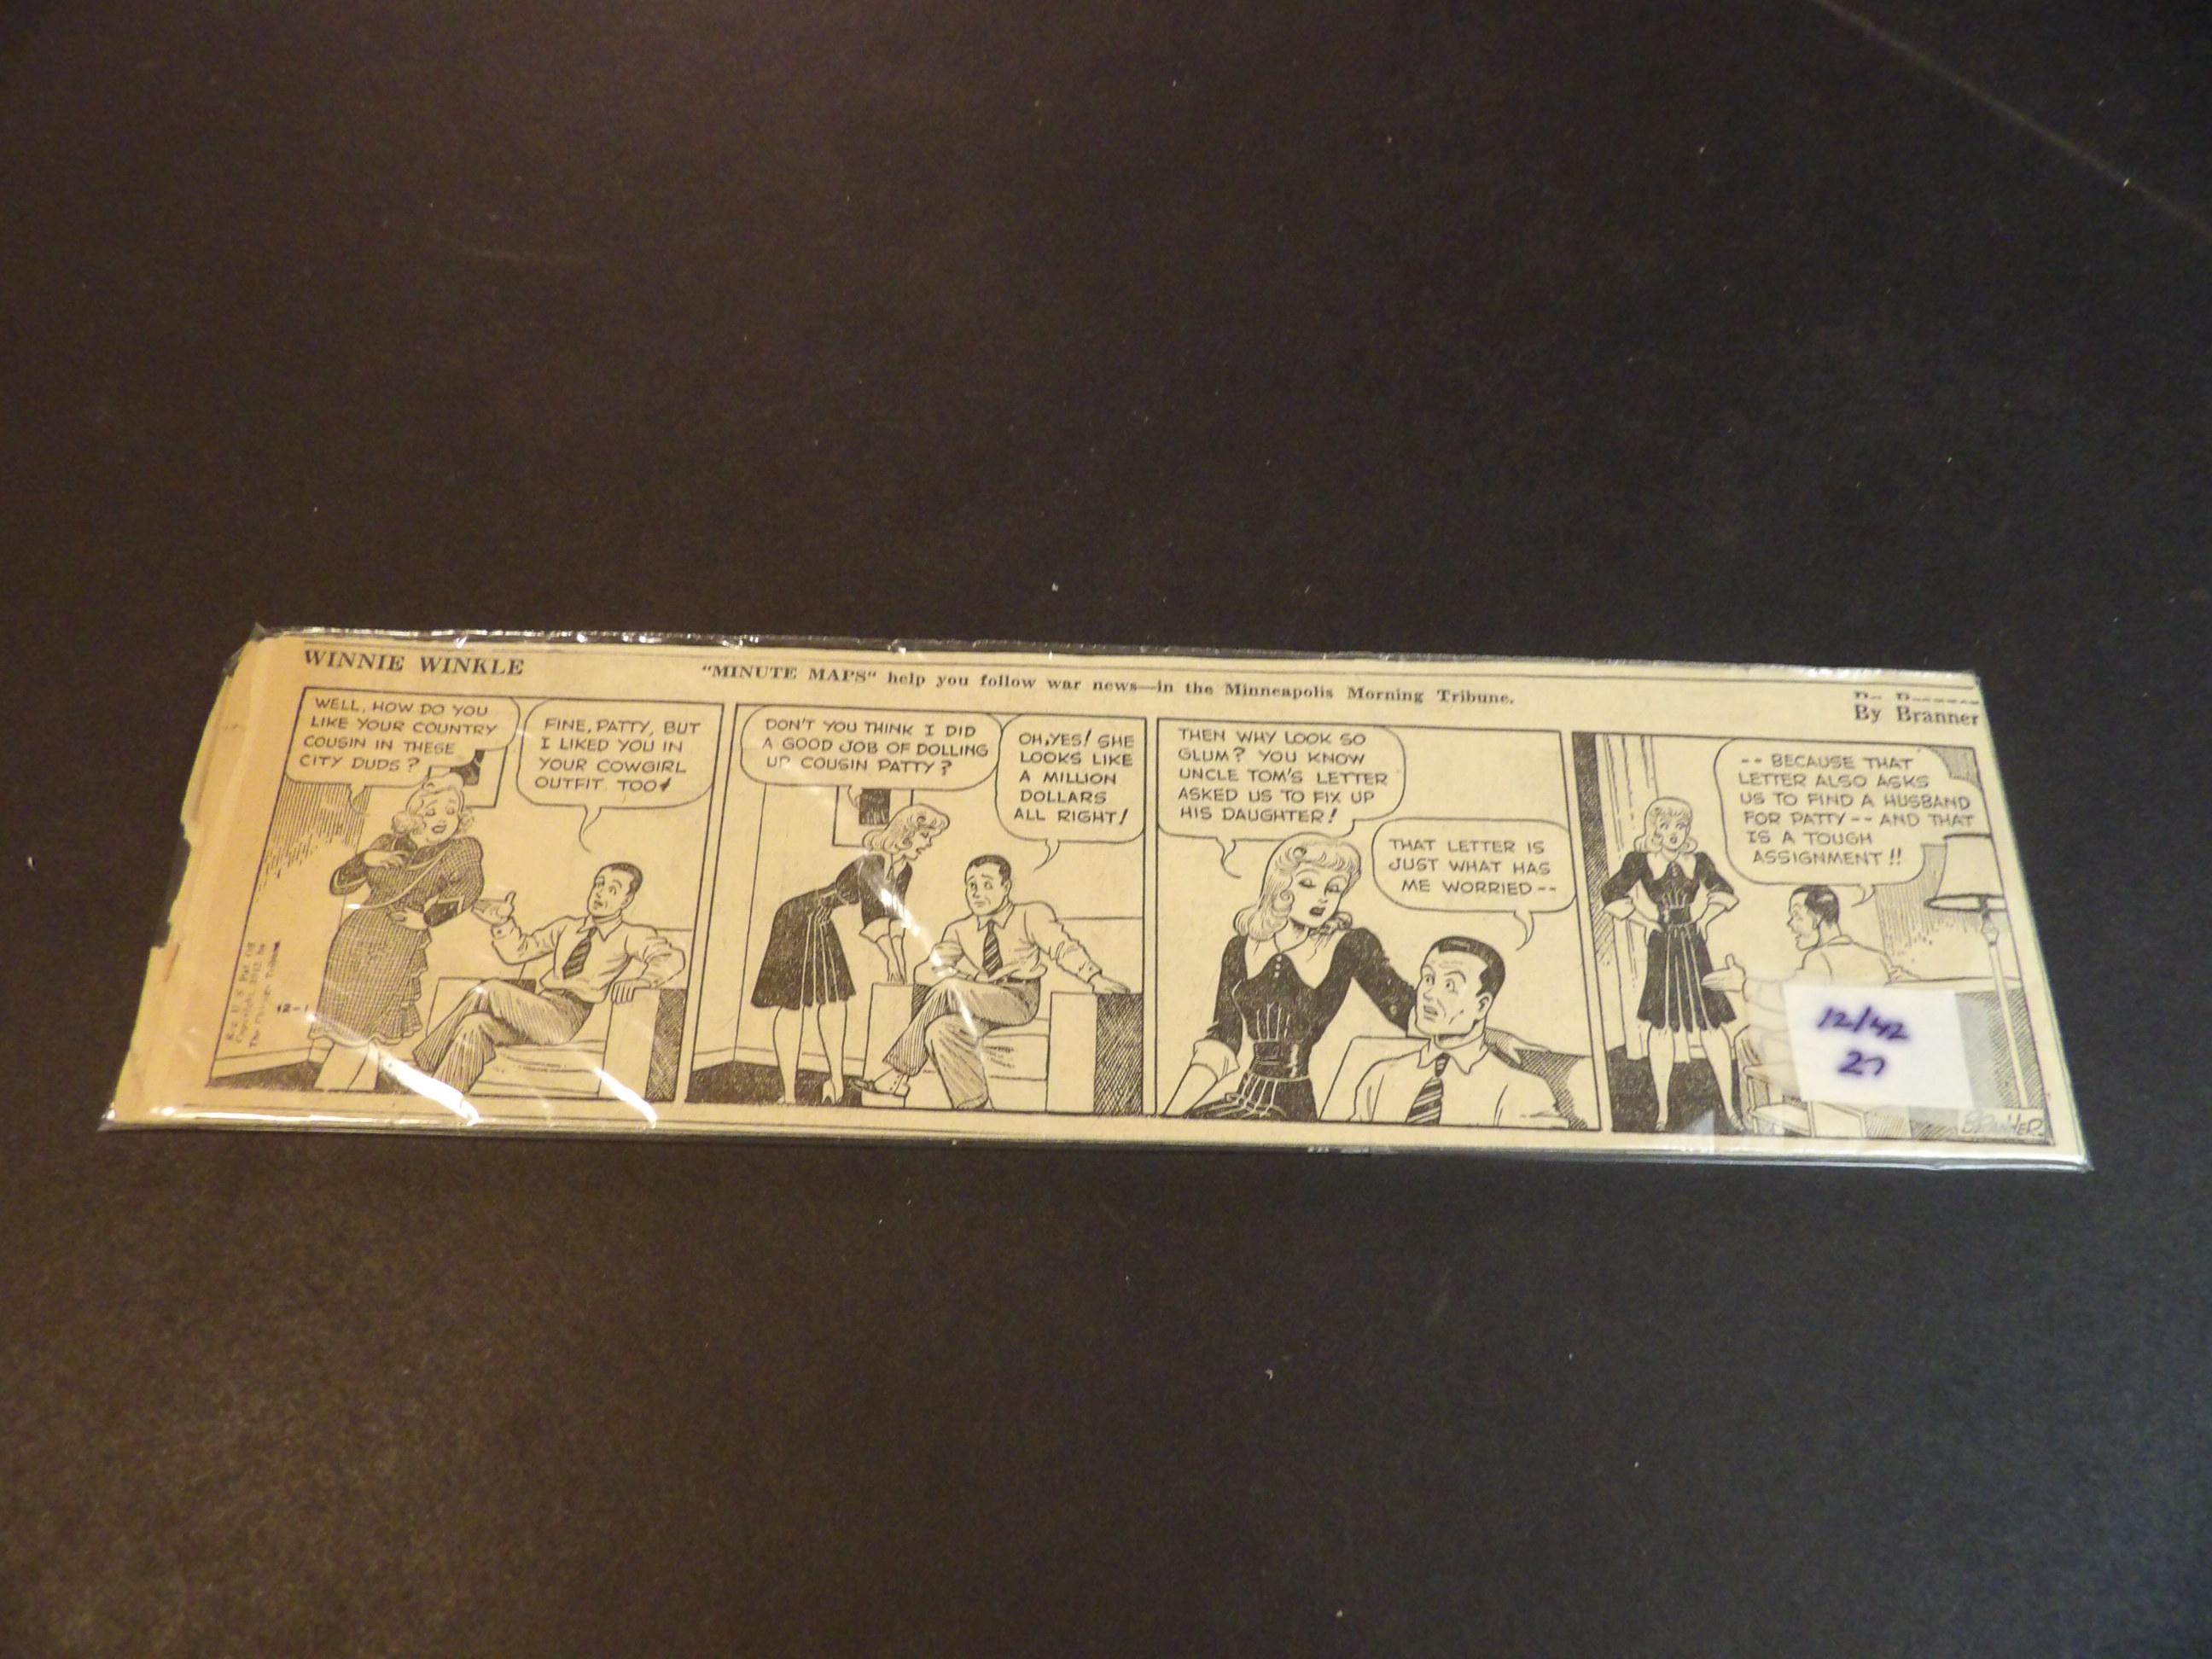 WINNIE WINKLE
"MINUTE MAPS" help you follow war news—in the Minneapolis Morning Tribune.
By Branner
WELL, HOW DO YOU
LIKE YOUR COUNTRY
COUSIN IN THESE
CITY DUDS?
FINE, PATTY, BUT
I LIKED YOU IN
YOUR COWGIRL
OUTFIT TOO!
12-1
DON'T YOU THINK I DID
A GOOD JOB OF DOLLING
UP COUSIN PATTY?
OH, YES! SHE
LOOKS LIKE
A MILLION
DOLLARS
ALL RIGHT!
THEN WHY LOOK SO
GLUM? YOU KNOW
UNCLE TOM'S LETTER
ASKED US TO FIX UP
HIS DAUGHTER!
THAT LETTER IS
JUST WHAT HAS
ME WORRIED--
-- BECAUSE THAT
LETTER ALSO ASKS
US TO FIND A HUSBAND
FOR PATTY -- AND THAT
IS A TOUGH
ASSIGNMENT!!
12/42
27
BRANNER